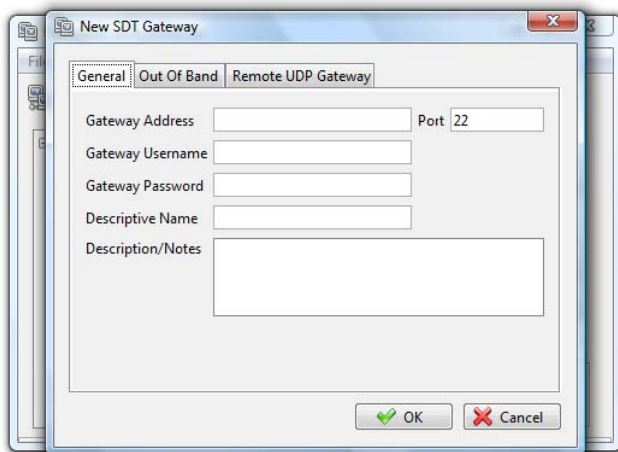 New SDT Gateway
Fil
General Out Of Band Remote UDP Gateway
Gateway Address Port 22
Gateway Username
Gateway Password
Descriptive Name
Description/Notes
OK Cancel